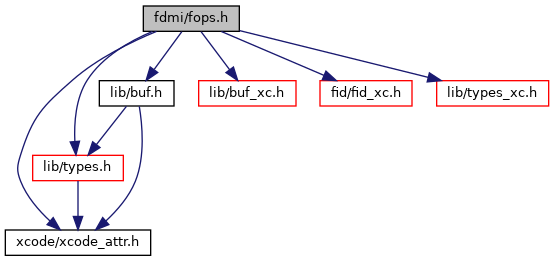 fdmi/fops.h
lib/buf.h
lib/buf_xc.h
fid/fid_xc.h
lib/types_xc.h
lib/types.h
xcode/xcode_attr.h